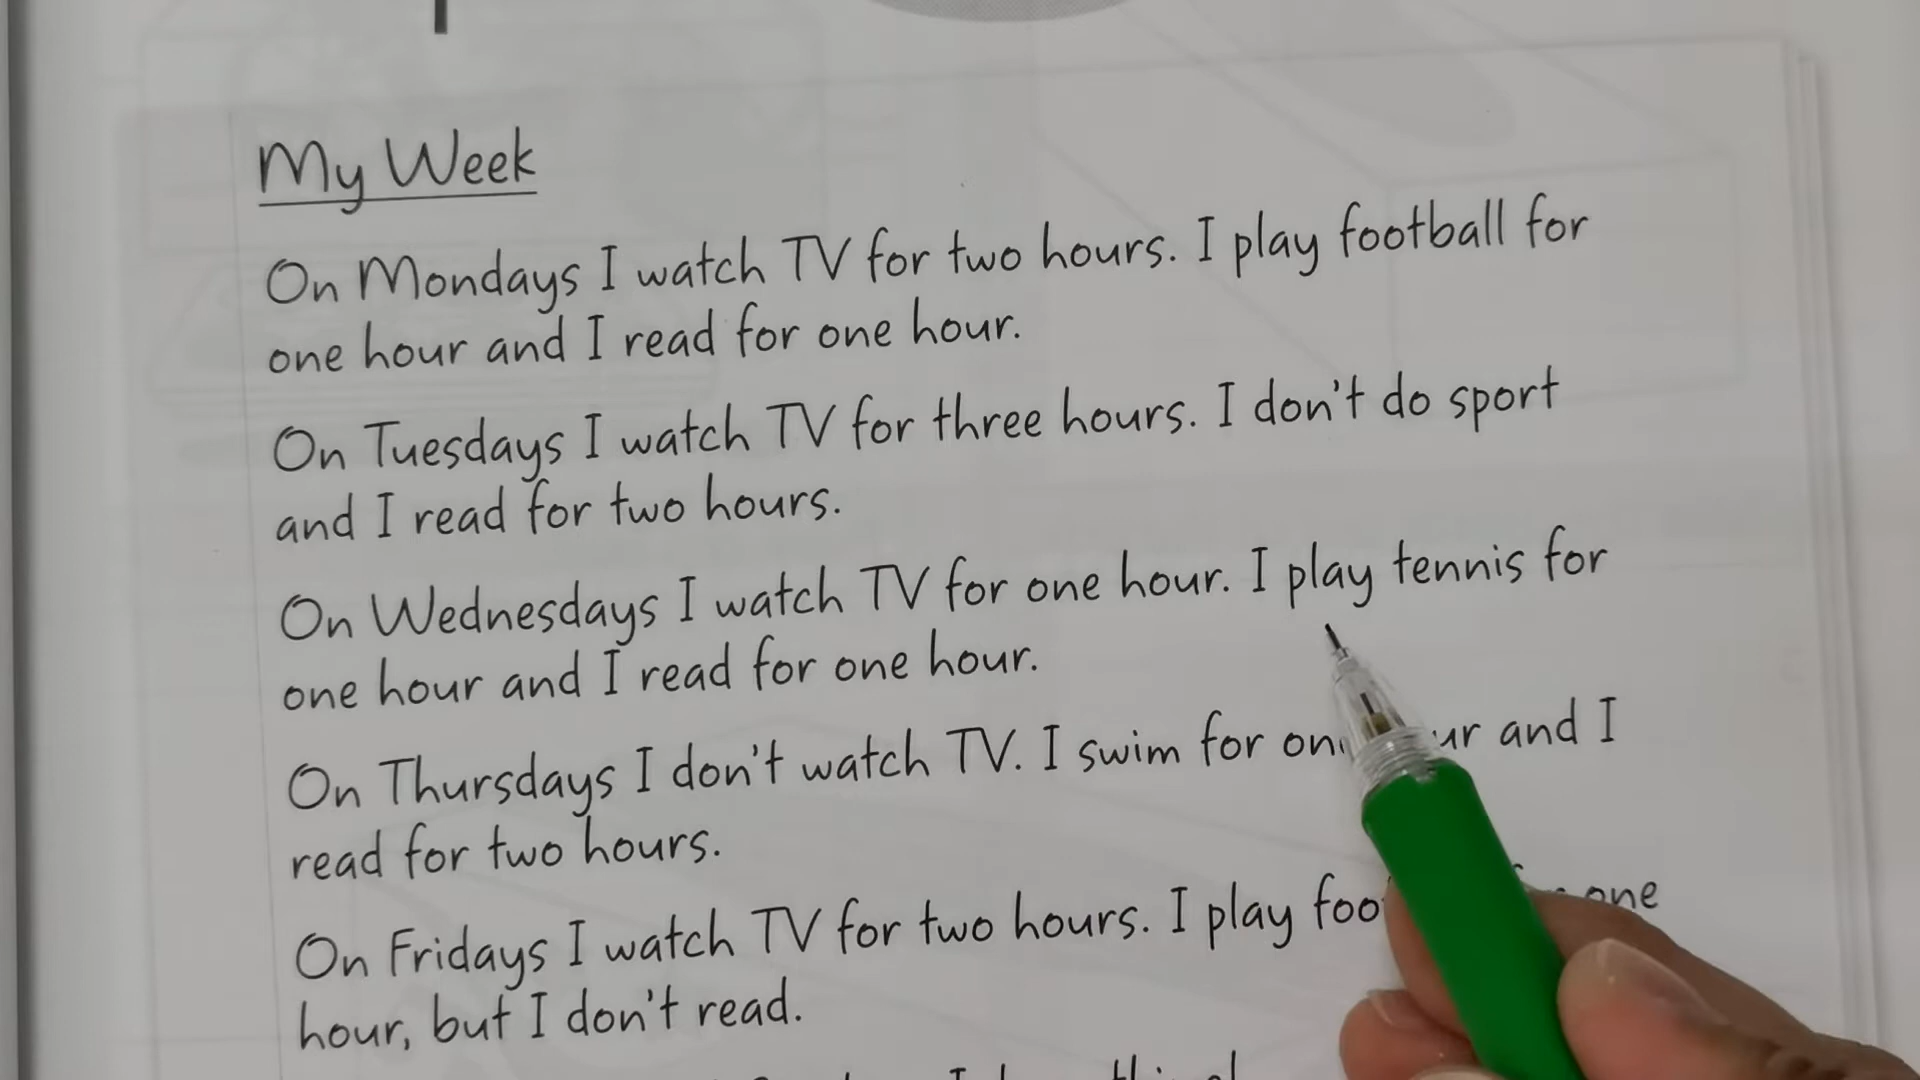 My Week
On Mondays I watch TV for two hours. I play football for
one hour and I read for one hour.
On Tuesdays I watch TV for three hours. I don't do sport
and I read for two hours.
On Wednesdays I watch TV for one hour. I play tennis for
one hour and I read for one hour.
On Thursdays I don't watch TV. I swim for and I
read for two hours.
On Fridays I watch TV for two hours. I play one
hour, but I don't read.